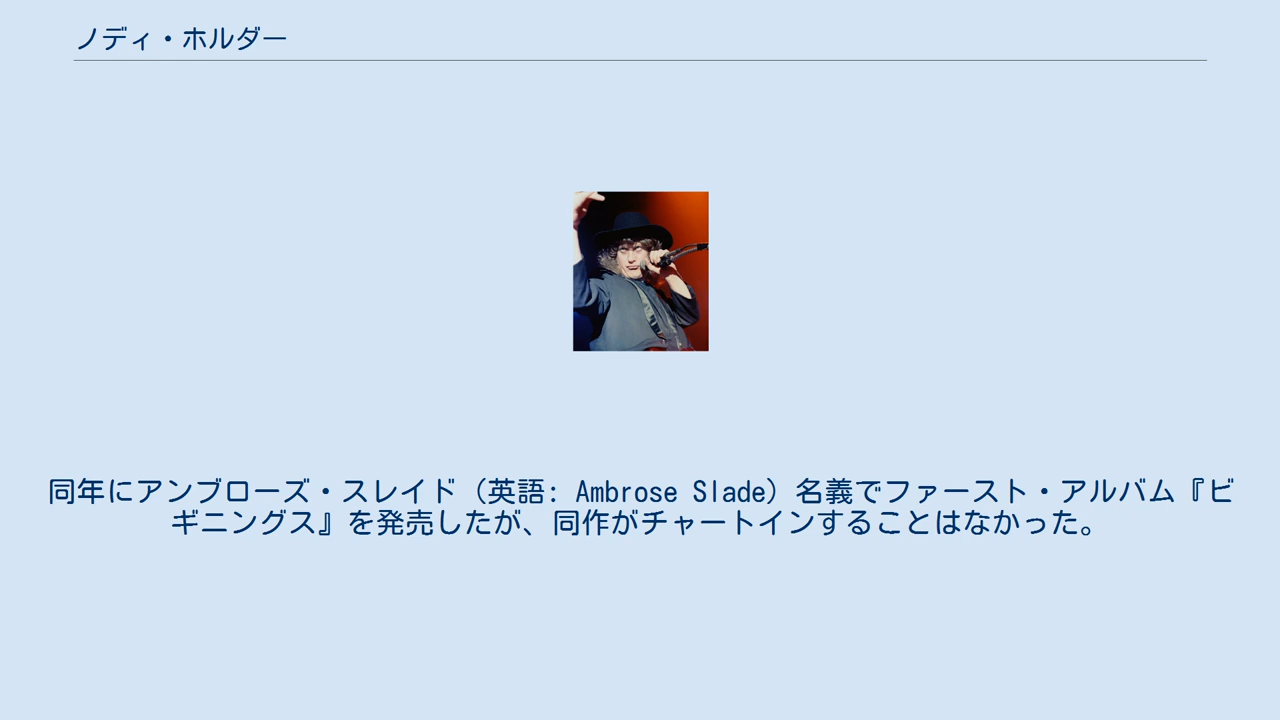 ノディ・ホルダー
同年にアンブローズ・スレイド（英語: Ambrose Slade）名義でファースト・アルバム『ビ
ギニングス』を発売したが、同作がチャートインすることはなかった。